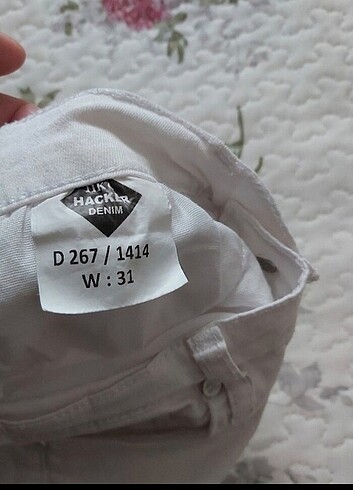 HACKER
DENIM
D 267 / 1414
W : 31